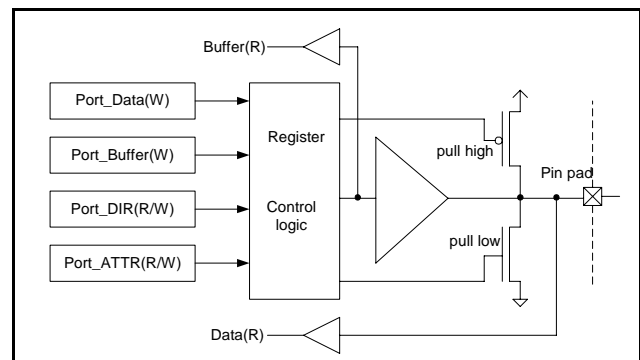 Buffer(R)
Port_Data(W)
Port_Buffer(W)
Port_DIR(R/W)
Port_ATTR(R/W)
Register
Control
logic
pull high
Pin pad
pull low
Data(R)